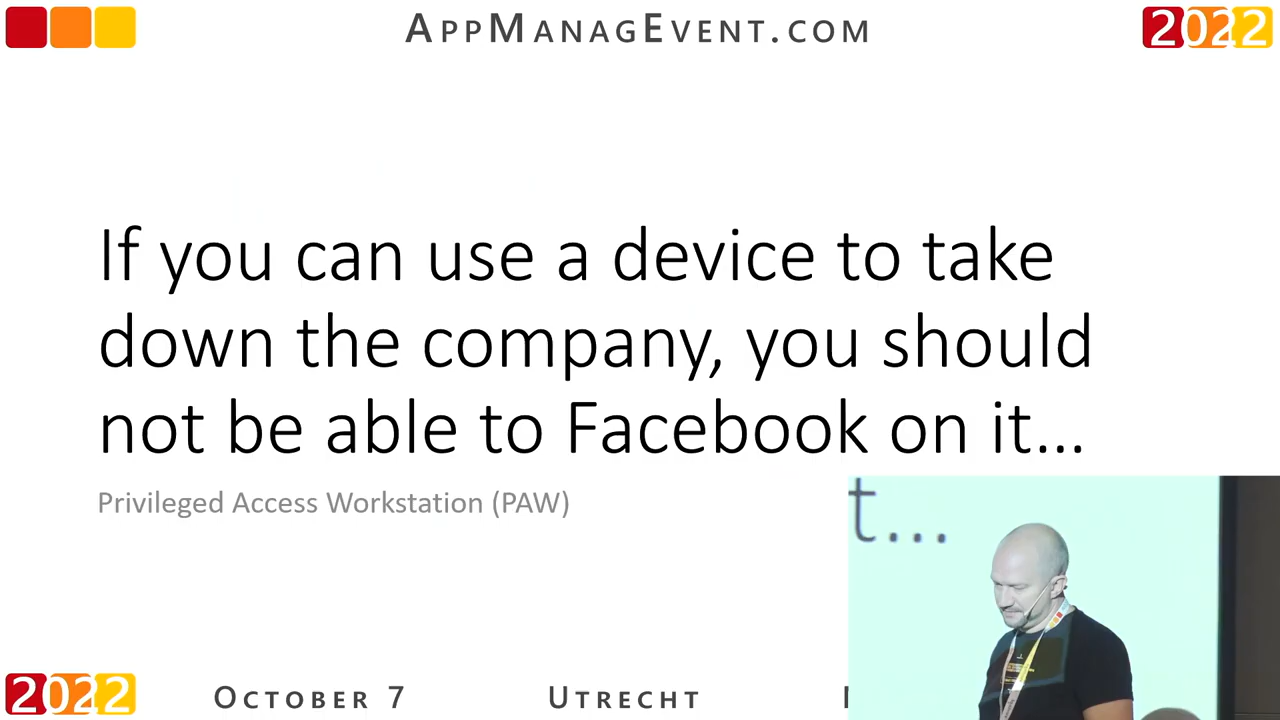 AppManagEvent.com
2022
If you can use a device to take
down the company, you should
not be able to Facebook on it...
Privileged Access Workstation (PAW)
t...
2022
October 7
Utrecht